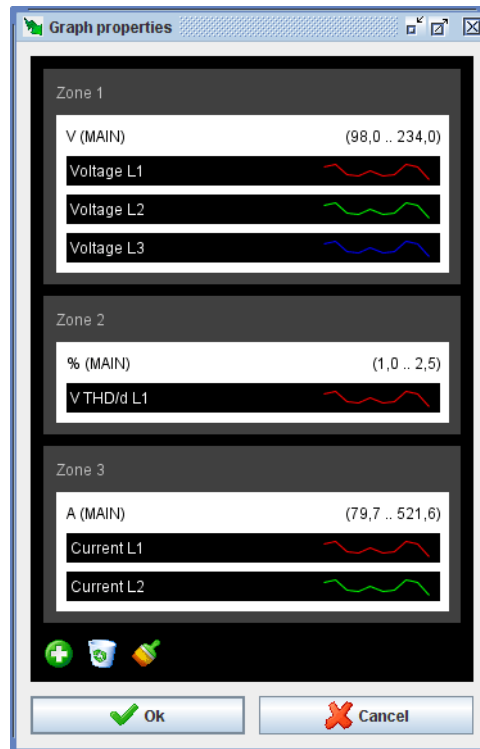 Graph properties
Zone 1
V (MAIN) (98,0 .. 234,0)
Voltage L1
Voltage L2
Voltage L3
Zone 2
% (MAIN) (1,0 .. 2,5)
V THD/d L1
Zone 3
A (MAIN) (79,7 .. 521,6)
Current L1
Current L2
Ok Cancel